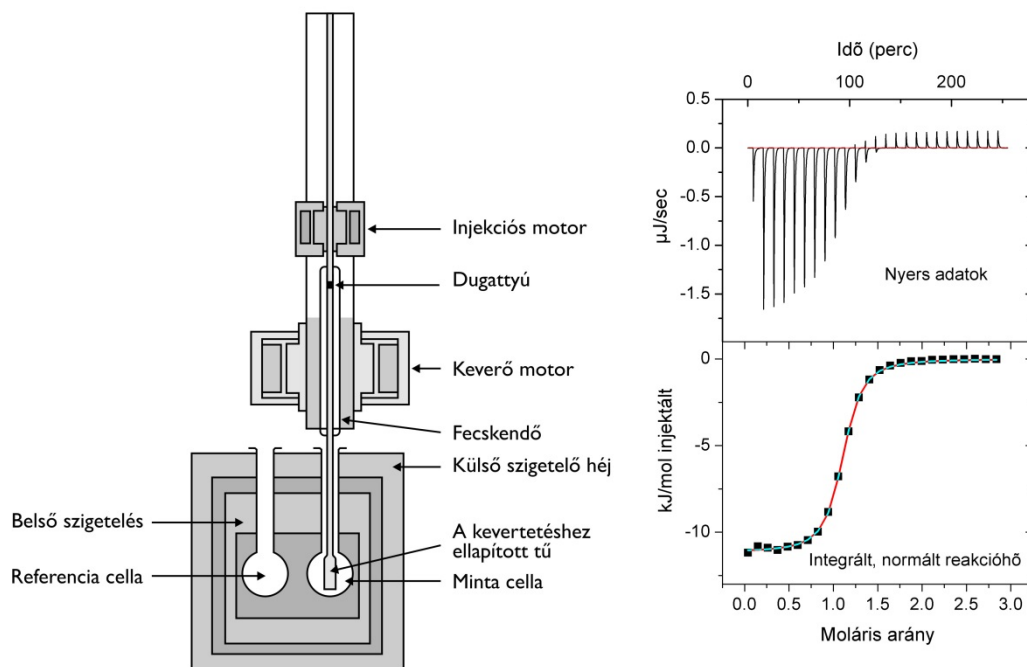 Injekciós motor
Dugattyú
Keverő motor
Fecskendő
Külső szigetelő héj
Belső szigetelés
A kevertetéshez
ellapított tű
Referencia cella
Minta cella
Idõ (perc)
0 100 200
0.5
0.0
-0.5
-1.0
-1.5
µJ/sec
Nyers adatok
0
-5
-10
kJ/mol injektált
Integrált, normált reakcióhõ
0.0 0.5 1.0 1.5 2.0 2.5 3.0
Moláris arány